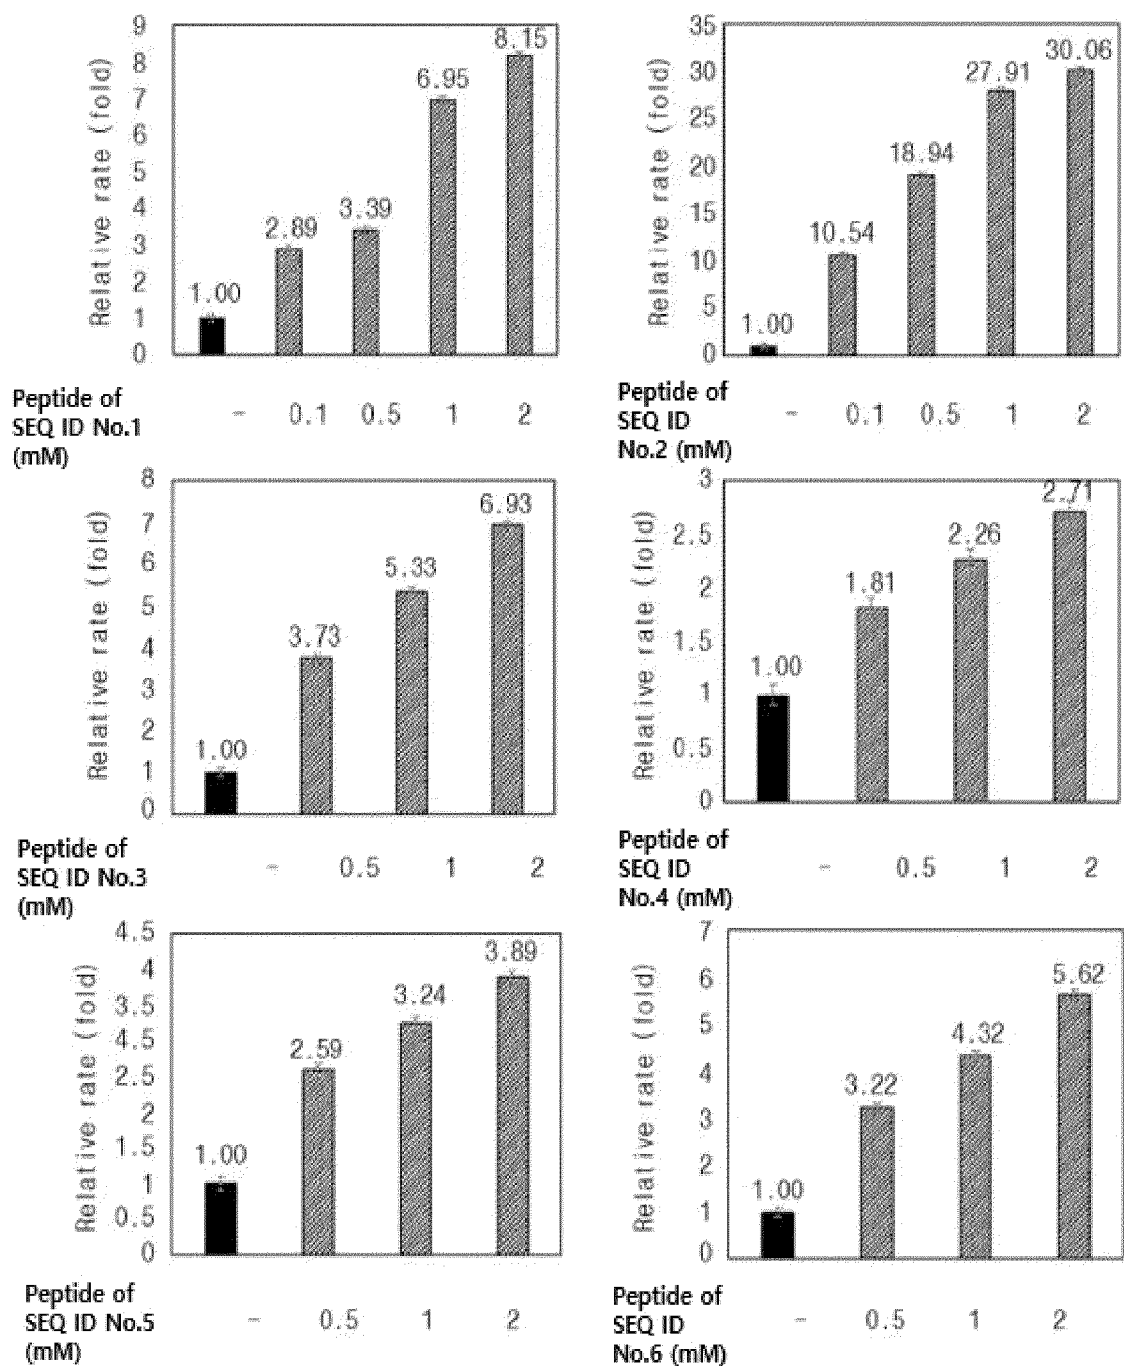 9
8
7
6
5
4
3
2
1
0
Relative rate (fold)
1.00
2.89
3.39
6.95
8.15
Peptide of
SEQ ID No.1
(mM)
- 0.1 0.5 1 2
35
30
25
20
15
10
5
0
Relative rate (fold)
1.00
10.54
18.94
27.91
30.06
Peptide of
SEQ ID
No.2 (mM)
- 0.1 0.5 1 2
8
7
6
5
4
3
2
1
0
Relative rate (fold)
1.00
3.73
5.33
6.93
Peptide of
SEQ ID No.3
(mM)
- 0.5 1 2
3
2.5
2
1.5
1
0.5
0
Relative rate (fold)
1.00
1.81
2.26
2.71
Peptide of
SEQ ID
No.4 (mM)
- 0.5 1 2
4.5
4
3.5
4.5
2.5
2
1.5
1
0.5
0
Relative rate (fold)
1.00
2.59
3.24
3.89
Peptide of
SEQ ID No.5
(mM)
- 0.5 1 2
7
6
5
4
3
2
1
0
Relative rate (fold)
1.00
3.22
4.32
5.62
Peptide of
SEQ ID
No.6 (mM)
- 0.5 1 2